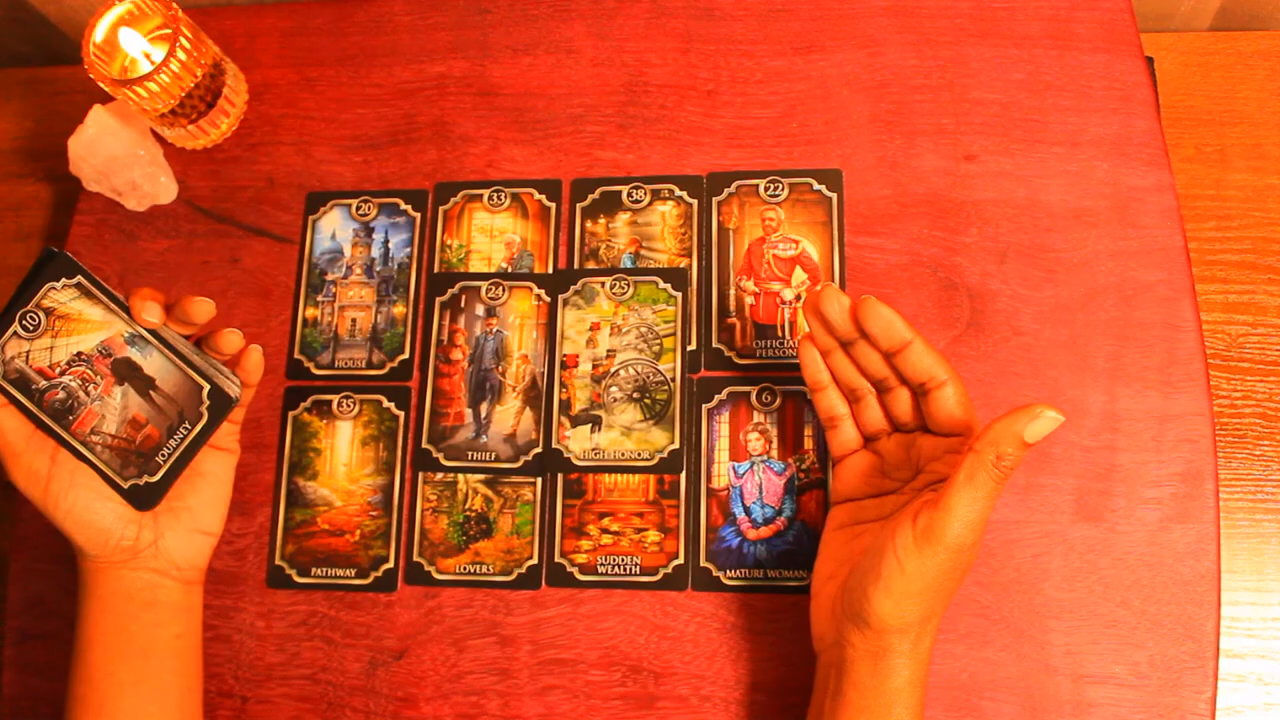 20
HOUSE
33
38
22
OFFICIAL
PERSON
10
JOURNEY
24
THIEF
25
HIGH HONOR
35
PATHWAY
LOVERS
SUDDEN
WEALTH
6
MATURE WOMAN